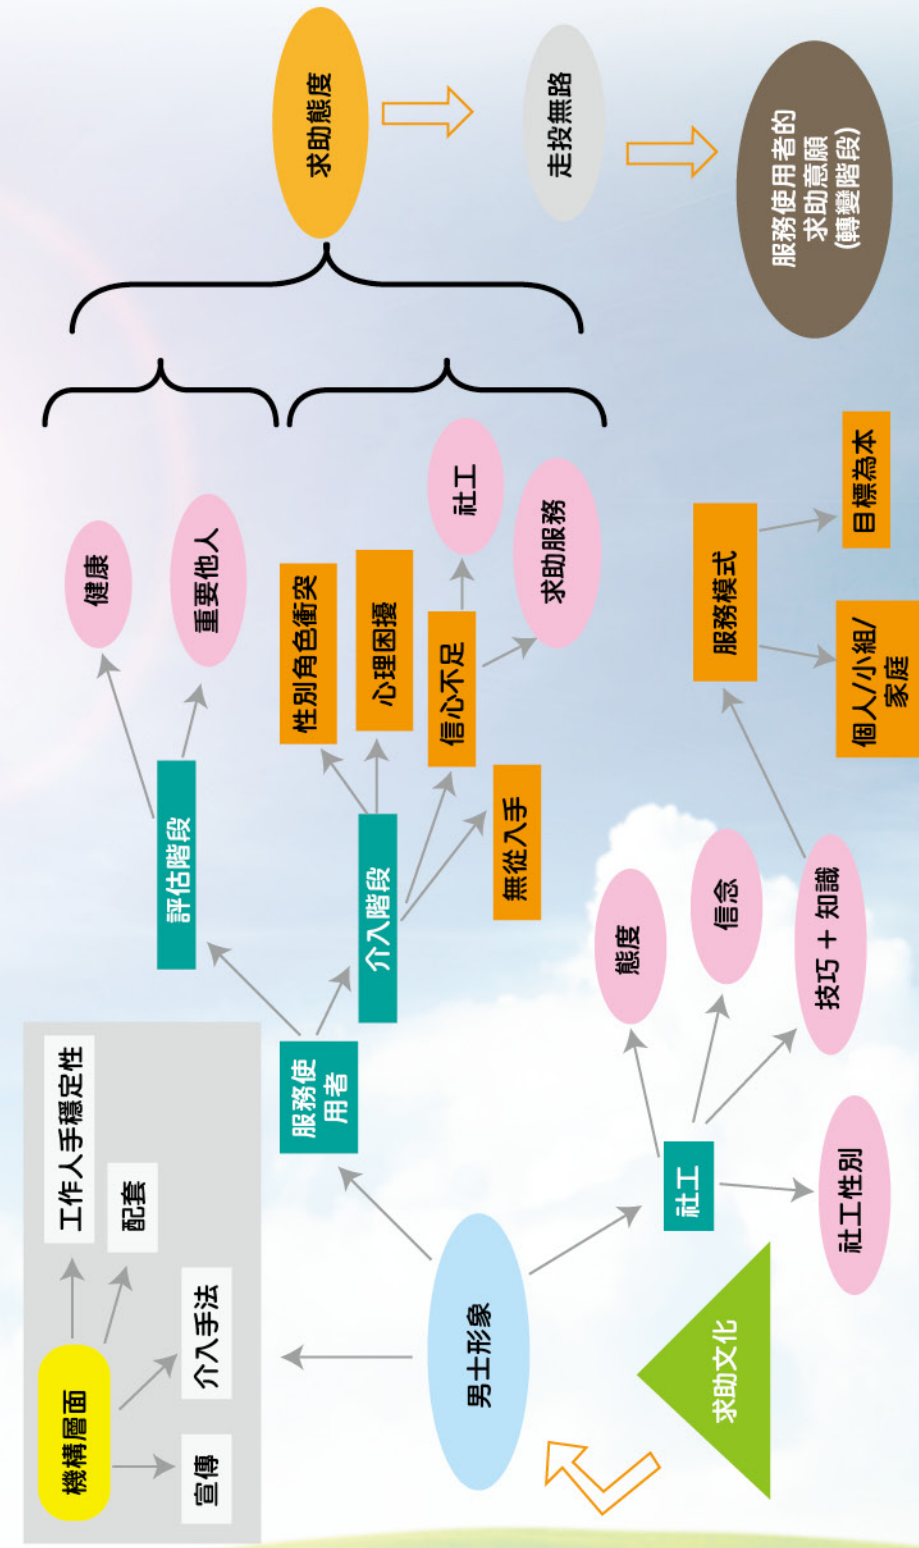 機構層面
工作人手穩定性
配套
介入手法
宣傳
男士形象
求助文化
服務使
用者
評估階段
健康
重要他人
介入階段
性別角色衝突
心理困擾
信心不足
無從入手
社工
求助服務
社工
態度
信念
技巧 + 知識
社工性別
服務模式
個人/小組/
家庭
目標為本
求助態度
走投無路
服務使用者的
求助意願
(轉變階段)